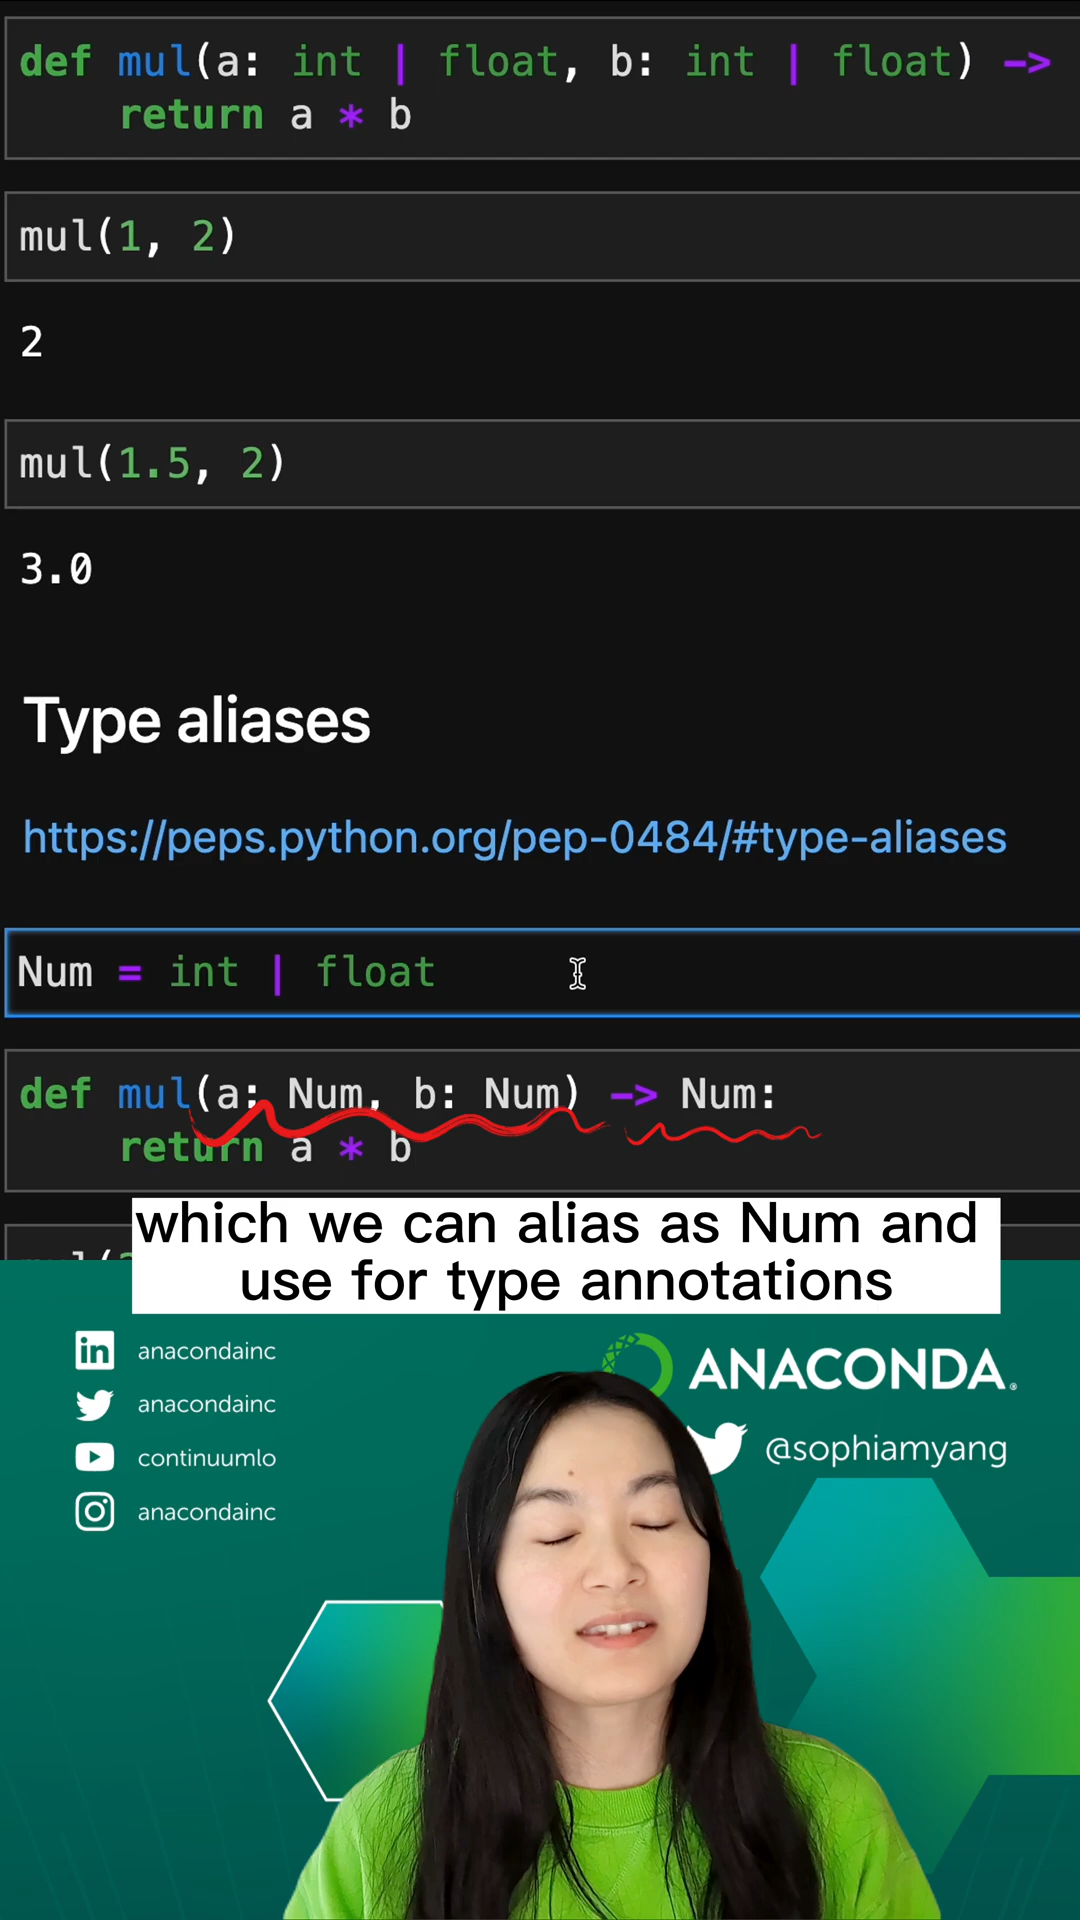 def mul(a: int | float, b: int | float) ->
    return a * b
mul(1, 2)
2
mul(1.5, 2)
3.0
Type aliases
https://peps.python.org/pep-0484/#type-aliases
Num = int | float
def mul(a: Num, b: Num) -> Num:
    return a * b
which we can alias as Num and
use for type annotations
in anacondainc
anacondainc
continuumIo
anacondainc
ANACONDA.
@sophiamyang